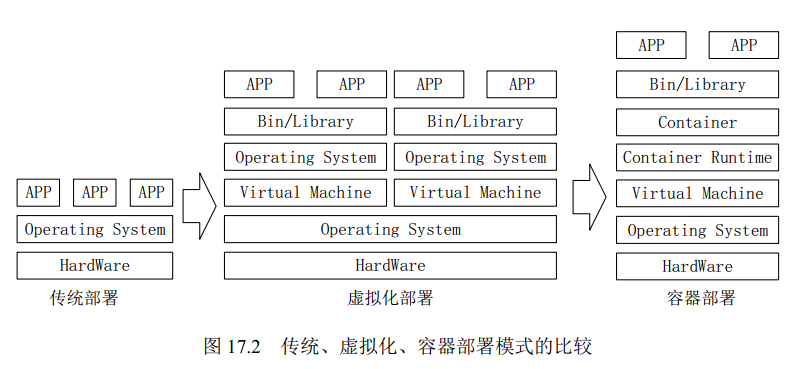 APP APP APP
Operating System
HardWare
传统部署
APP APP APP APP
Bin/Library Bin/Library
Operating System Operating System
Virtual Machine Virtual Machine
Operating System
HardWare
虚拟化部署
APP APP
Bin/Library
Container
Container Runtime
Virtual Machine
Operating System
HardWare
容器部署
图 17.2 传统、虚拟化、容器部署模式的比较